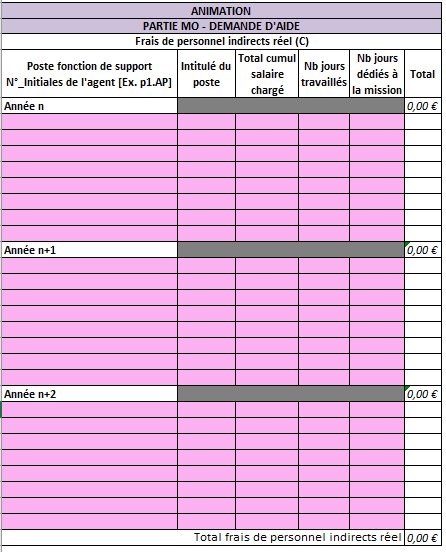 ANIMATION
PARTIE MO - DEMANDE D'AIDE
Frais de personnel indirects réel (C)
Poste fonction de support
N°_Initiales de l'agent [Ex. p1.AP]
Intitulé du
poste
Total cumul
salaire
chargé
Nb jours
travaillés
Nb jours
dédiés à
la mission
Total
Année n 0,00 €
Année n+1 0,00 €
Année n+2 0,00 €
Total frais de personnel indirects réel 0,00 €